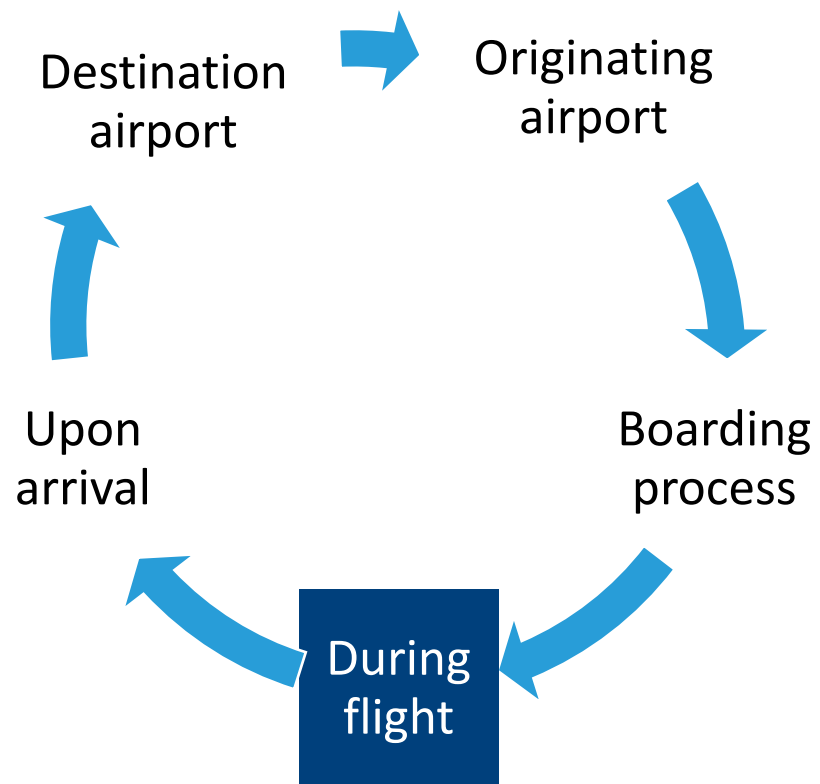 Destination
airport
Originating
airport
Boarding
process
During
flight
Upon
arrival